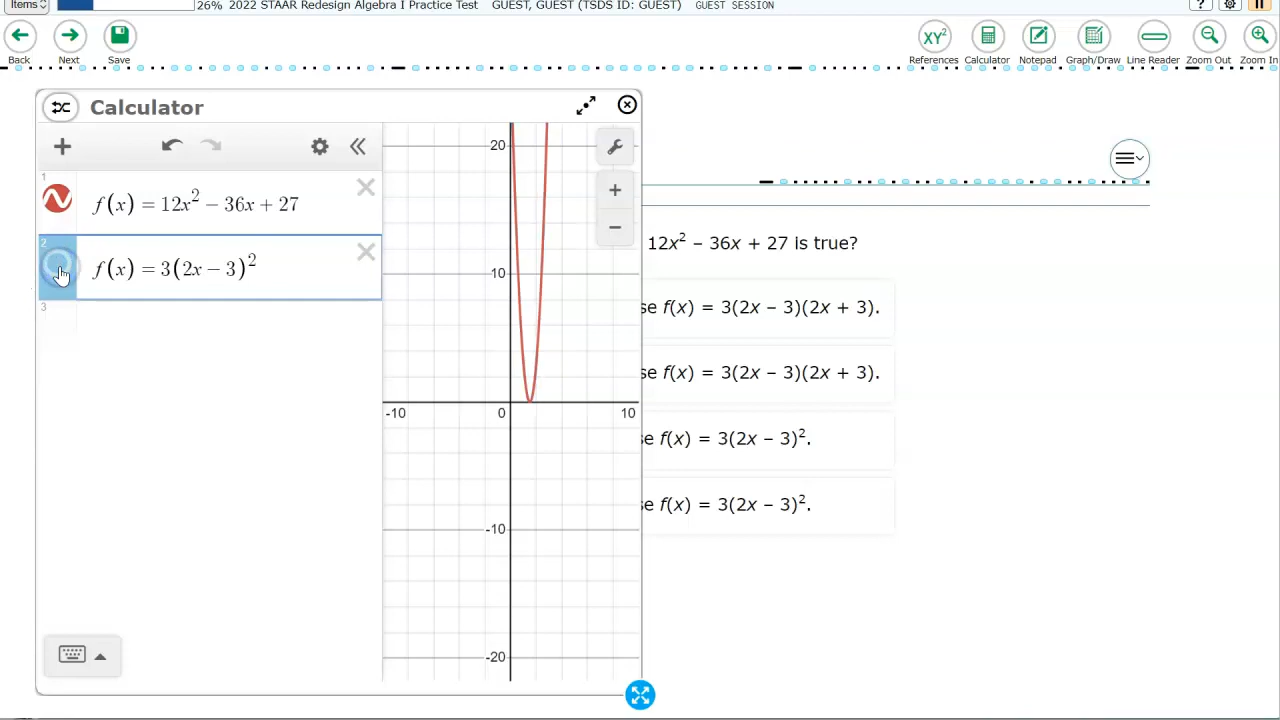 Items
26% 2022 STAAR Redesign Algebra I Practice Test GUEST, GUEST (TSDS ID: GUEST) GUEST SESSION
?
Back Next Save
XY²
References Calculator Notepad Graph/Draw Line Reader Zoom Out Zoom In
Calculator
1
f(x) = 12x² − 36x + 27
2
f(x) = 3(2x − 3)²
3
20
10
-10 0 10
-10
-20
12x² – 36x + 27 is true?
se f(x) = 3(2x – 3)(2x + 3).
se f(x) = 3(2x – 3)(2x + 3).
se f(x) = 3(2x – 3)².
se f(x) = 3(2x – 3)².